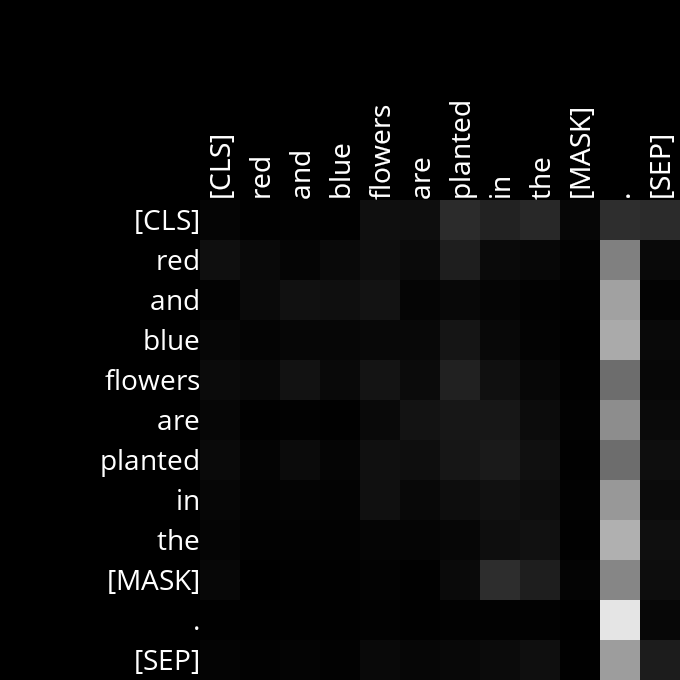 [CLS] red and blue flowers are planted in the [MASK] . [SEP]
[CLS]
red
and
blue
flowers
are
planted
in
the
[MASK]
.
[SEP]